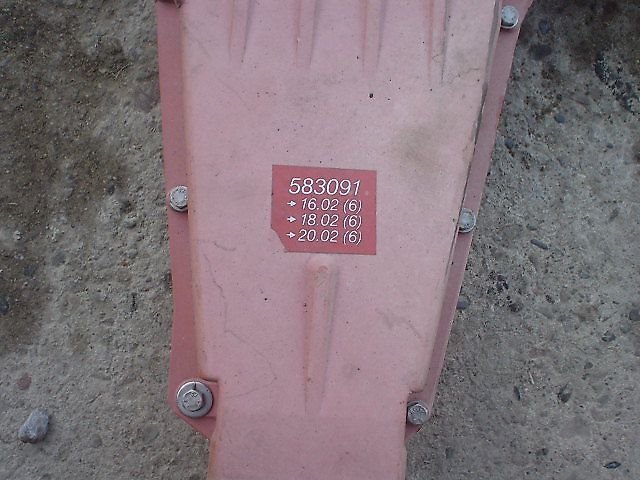 583091
→ 16.02 (6)
→ 18.02 (6)
→ 20.02 (6)